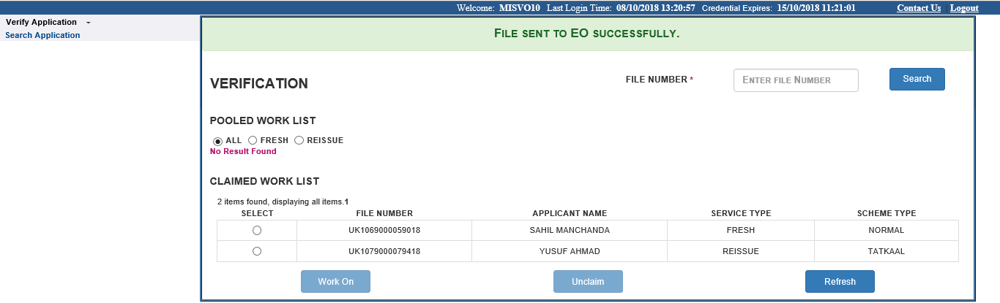 Welcome: MISVO10 Last Login Time: 08/10/2018 13:20:57 Credential Expires: 15/10/2018 11:21:01 Contact Us | Logout
Verify Application
Search Application
FILE SENT TO EO SUCCESSFULLY.
VERIFICATION
FILE NUMBER * ENTER FILE NUMBER Search
POOLED WORK LIST
ALL FRESH REISSUE
No Result Found
CLAIMED WORK LIST
2 items found, displaying all items.1
SELECT FILE NUMBER APPLICANT NAME SERVICE TYPE SCHEME TYPE
UK1069000059018 SAHIL MANCHANDA FRESH NORMAL
UK1079000079418 YUSUF AHMAD REISSUE TATKAAL
Work On Unclaim Refresh